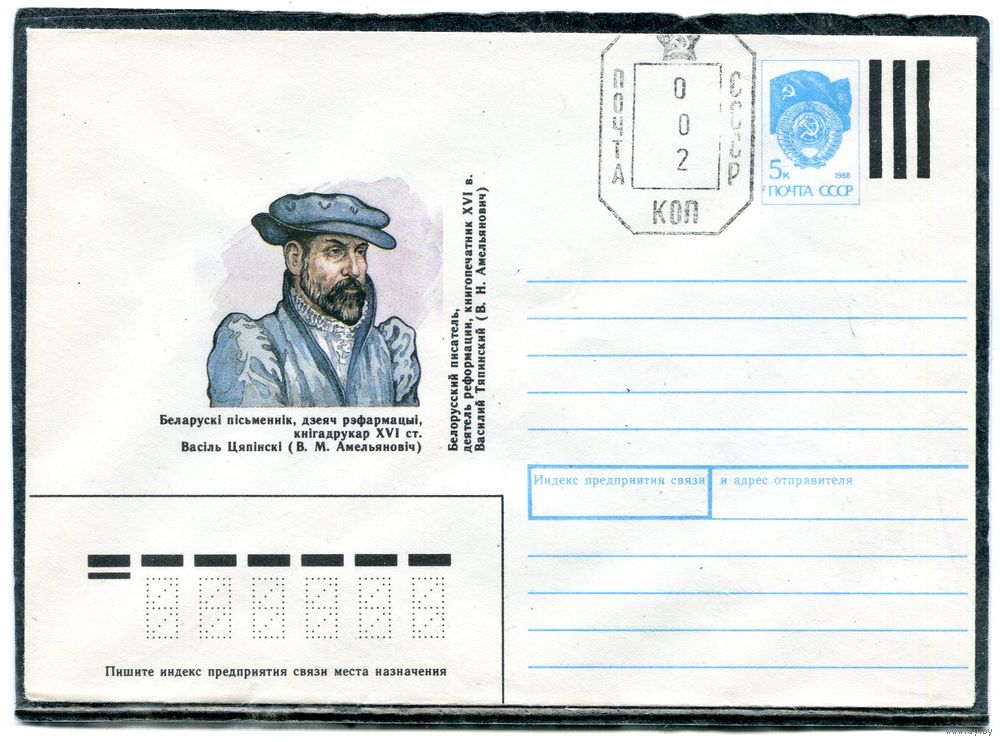 ПОЧТА
СССР
0
0
2
КОП
5к
1988
ПОЧТА СССР
Беларускі пісьменнік, дзеяч рэфармацыі,
кнігадрукар XVI ст.
Васіль Цяпінскі (В. М. Амельяновіч)
Белорусский писатель,
деятель реформации, книгопечатник XVI в.
Василий Тяпинский (В. Н. Амельянович)
Индекс предприятия связи и адрес отправителя
Пишите индекс предприятия связи места назначения